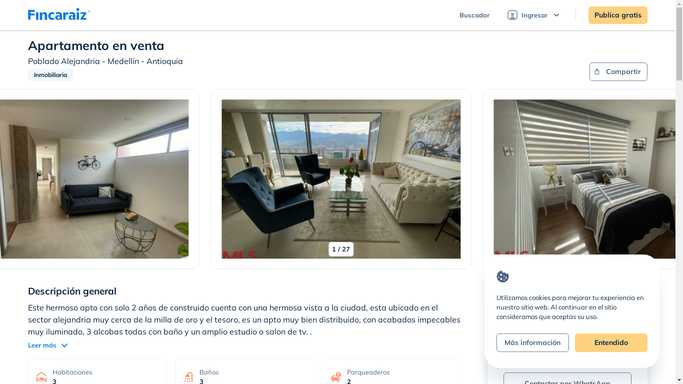 Fincaraiz
Buscador
Ingresar
Publica gratis
Apartamento en venta
Poblado Alejandria - Medellín - Antioquia
Inmobiliaria
Compartir
MLS
1 / 27
MLS
Descripción general
Este hermoso apto con solo 2 años de construido cuenta con una hermosa vista a la ciudad, esta ubicado en el
sector alejandria muy cerca de la milla de oro y el tesoro, es un apto muy bien distribuido, con acabados impecables
muy iluminado, 3 alcobas todas con baño y un amplio estudio o salon de tv. .
Leer más
Habitaciones
3
Baños
3
Parqueaderos
2
Utilizamos cookies para mejorar tu experiencia en
nuestro sitio web. Al continuar en el sitio
consideramos que aceptas su uso.
Más información
Entendido
Contactar por WhatsApp